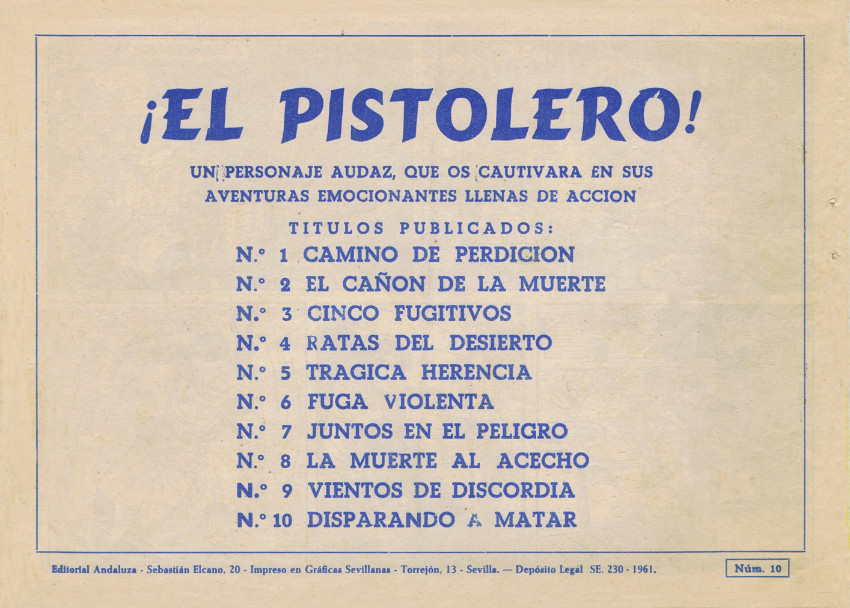 ¡EL PISTOLERO!
UN PERSONAJE AUDAZ, QUE OS CAUTIVARA EN SUS
AVENTURAS EMOCIONANTES LLENAS DE ACCION
TITULOS PUBLICADOS:
N.º 1 CAMINO DE PERDICION
N.º 2 EL CAÑON DE LA MUERTE
N.º 3 CINCO FUGITIVOS
N.º 4 RATAS DEL DESIERTO
N.º 5 TRAGICA HERENCIA
N.º 6 FUGA VIOLENTA
N.º 7 JUNTOS EN EL PELIGRO
N.º 8 LA MUERTE AL ACECHO
N.º 9 VIENTOS DE DISCORDIA
N.º 10 DISPARANDO A MATAR
Editorial Andaluza - Sebastián Elcano, 20 - Impreso en Gráficas Sevillanas - Torrejón, 13 - Sevilla. — Depósito Legal SE. 230 - 1961.
Núm. 10